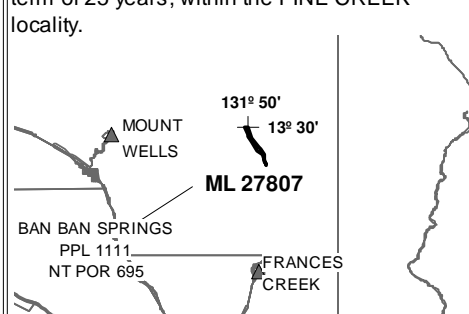 term of 25 years, within the PINE CREEK
locality.
131º 50'
13º 30'
MOUNT
WELLS
ML 27807
BAN BAN SPRINGS
PPL 1111
NT POR 695
FRANCES
CREEK